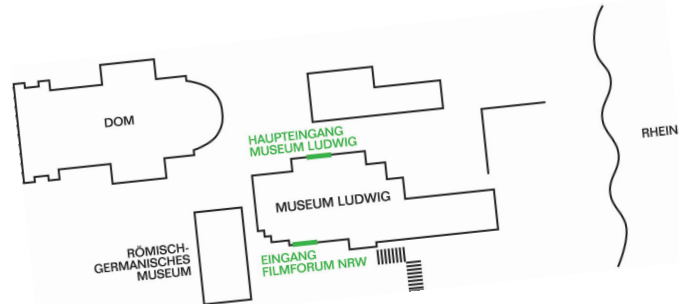 DOM
HAUPTEINGANG
MUSEUM LUDWIG
RHEIN
MUSEUM LUDWIG
RÖMISCH-
GERMANISCHES
MUSEUM
EINGANG
FILMFORUM NRW